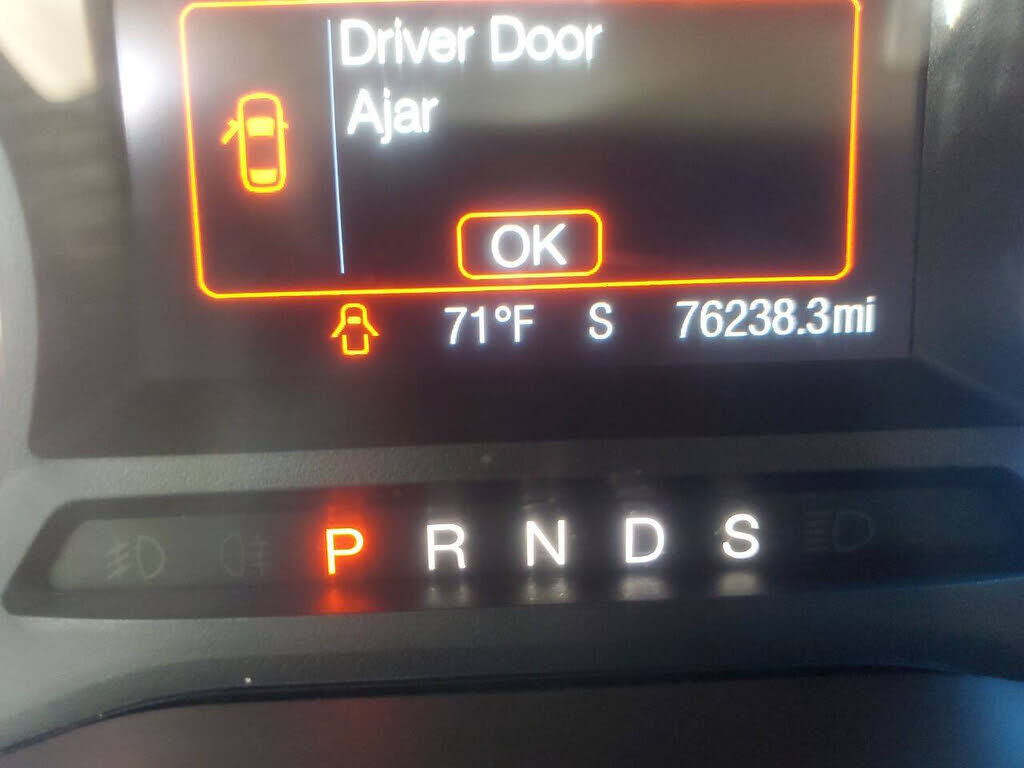 Driver Door
Ajar
OK
71°F S 76238.3mi
P R N D S